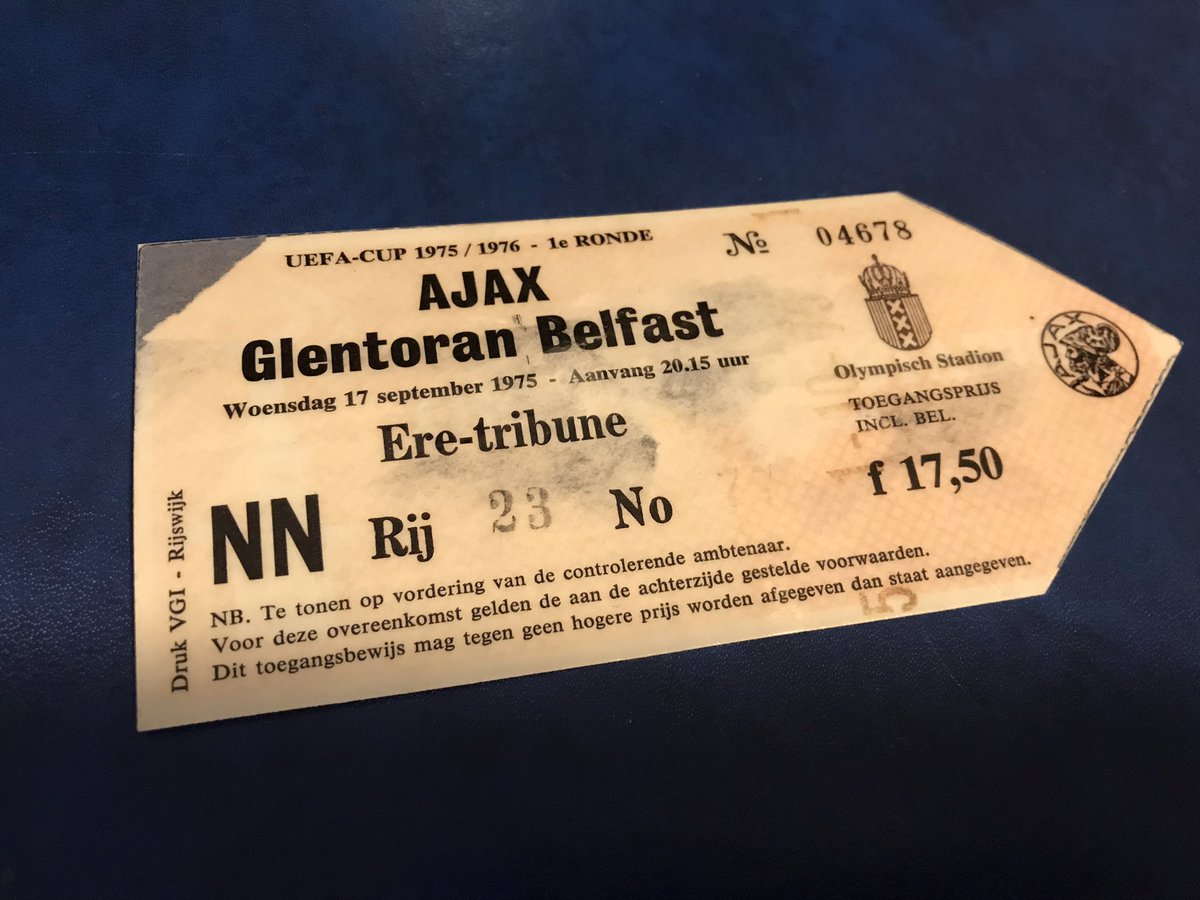 UEFA-CUP 1975 / 1976 - 1e RONDE
AJAX
Glentoran Belfast
Woensdag 17 september 1975 - Aanvang 20.15 uur
Ere-tribune
NN Rij 23 No
NB. Te tonen op vordering van de controlerende ambtenaar.
Voor deze overeenkomst gelden de aan de achterzijde gestelde voorwaarden.
Dit toegangsbewijs mag tegen geen hogere prijs worden afgegeven dan staat aangegeven.
Druk VGI - Rijswijk
No 04678
Olympisch Stadion
TOEGANGSPRIJS
INCL. BEL.
f 17,50
AJAX